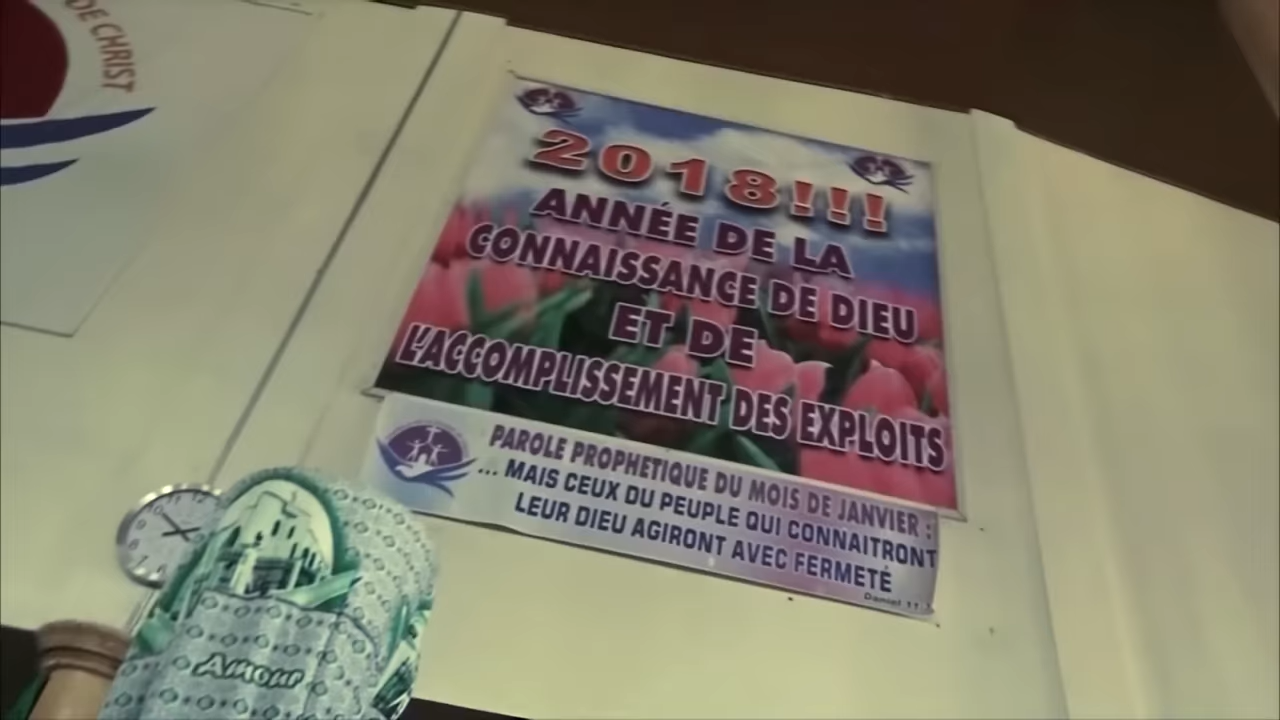 DE CHRIST
2018!!!
ANNÉE DE LA
CONNAISSANCE DE DIEU
ET DE
L'ACCOMPLISSEMENT DES EXPLOITS
PAROLE PROPHETIQUE DU MOIS DE JANVIER :
... MAIS CEUX DU PEUPLE QUI CONNAITRONT
LEUR DIEU AGIRONT AVEC FERMETÉ
Daniel 11
Amour